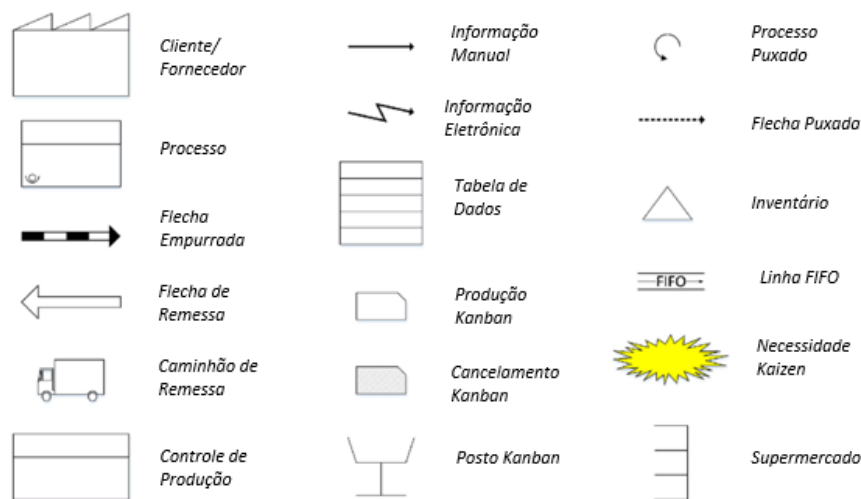 Cliente/
Fornecedor
Processo
Flecha
Empurrada
Flecha de
Remessa
Caminhão de
Remessa
Controle de
Produção
Informação
Manual
Informação
Eletrônica
Tabela de
Dados
Produção
Kanban
Cancelamento
Kanban
Posto Kanban
Processo
Puxado
Flecha Puxada
Inventário
FIFO
Linha FIFO
Necessidade
Kaizen
Supermercado